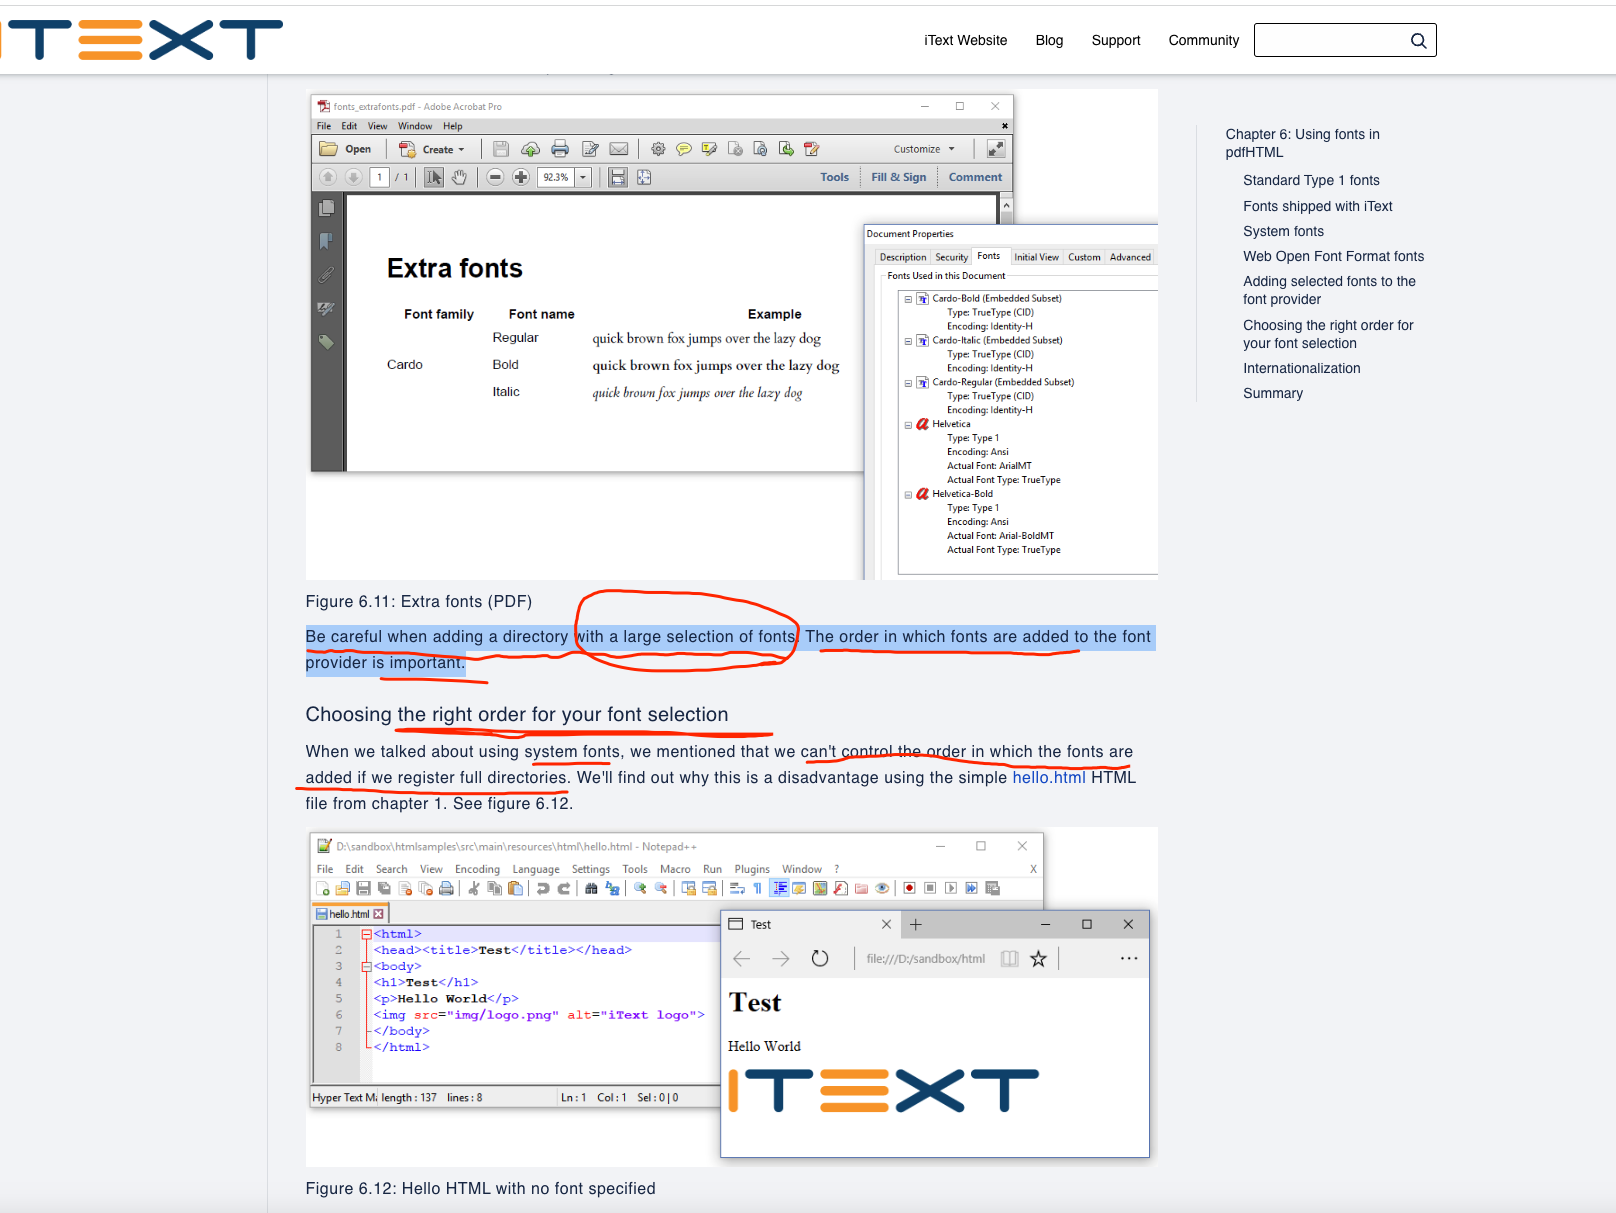 ITEXT
iText Website Blog Support Community
fonts_extrafonts.pdf - Adobe Acrobat Pro
File Edit View Window Help
Open Create Customize
1 / 1 92.3% Tools Fill & Sign Comment
Extra fonts
Font family Font name Example
Regular quick brown fox jumps over the lazy dog
Cardo Bold quick brown fox jumps over the lazy dog
Italic quick brown fox jumps over the lazy dog
Document Properties
Description Security Fonts Initial View Custom Advanced
Fonts Used in this Document
Cardo-Bold (Embedded Subset)
Type: TrueType (CID)
Encoding: Identity-H
Cardo-Italic (Embedded Subset)
Type: TrueType (CID)
Encoding: Identity-H
Cardo-Regular (Embedded Subset)
Type: TrueType (CID)
Encoding: Identity-H
Helvetica
Type: Type 1
Encoding: Ansi
Actual Font: ArialMT
Actual Font Type: TrueType
Helvetica-Bold
Type: Type 1
Encoding: Ansi
Actual Font: Arial-BoldMT
Actual Font Type: TrueType
Figure 6.11: Extra fonts (PDF)
Be careful when adding a directory with a large selection of fonts. The order in which fonts are added to the font
provider is important.
Choosing the right order for your font selection
When we talked about using system fonts, we mentioned that we can't control the order in which the fonts are
added if we register full directories. We'll find out why this is a disadvantage using the simple hello.html HTML
file from chapter 1. See figure 6.12.
D:\sandbox\htmlsamples\src\main\resources\html\hello.html - Notepad++
File Edit Search View Encoding Language Settings Tools Macro Run Plugins Window ? X
hello.html
1 <html>
2 <head><title>Test</title></head>
3 <body>
4 <h1>Test</h1>
5 <p>Hello World</p>
6 <img src="img/logo.png" alt="iText logo">
7 </body>
8 </html>
Hyper Text Ma length : 137 lines : 8 Ln : 1 Col : 1 Sel : 0 | 0
Test
file:///D:/sandbox/html
Test
Hello World
ITEXT
Figure 6.12: Hello HTML with no font specified
Chapter 6: Using fonts in
pdfHTML
Standard Type 1 fonts
Fonts shipped with iText
System fonts
Web Open Font Format fonts
Adding selected fonts to the
font provider
Choosing the right order for
your font selection
Internationalization
Summary